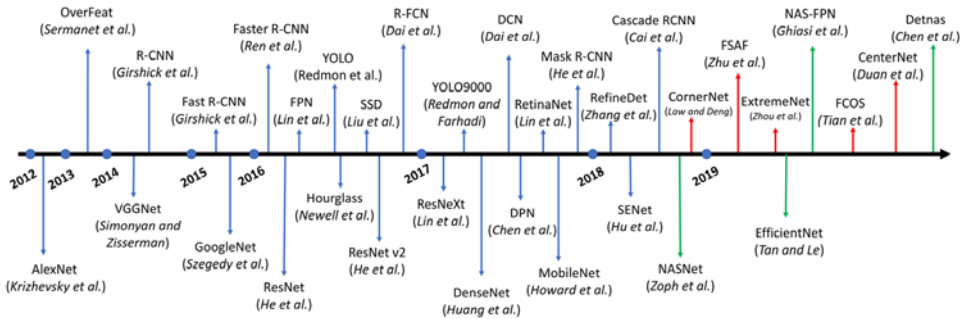 OverFeat
(Sermanet et al.)
R-CNN
(Girshick et al.)
Fast R-CNN
(Girshick et al.)
Faster R-CNN
(Ren et al.)
FPN
(Lin et al.)
YOLO
(Redmon et al.)
SSD
(Liu et al.)
R-FCN
(Dai et al.)
YOLO9000
(Redmon and
Farhadi)
DCN
(Dai et al.)
RetinaNet
(Lin et al.)
Mask R-CNN
(He et al.)
RefineDet
(Zhang et al.)
Cascade RCNN
(Cai et al.)
CornerNet
(Law and Deng)
FSAF
(Zhu et al.)
ExtremeNet
(Zhou et al.)
NAS-FPN
(Ghiasi et al.)
FCOS
(Tian et al.)
CenterNet
(Duan et al.)
Detnas
(Chen et al.)
2012
2013
2014
2015
2016
2017
2018
2019
AlexNet
(Krizhevsky et al.)
VGGNet
(Simonyan and
Zisserman)
GoogleNet
(Szegedy et al.)
ResNet
(He et al.)
Hourglass
(Newell et al.)
ResNet v2
(He et al.)
ResNeXt
(Lin et al.)
DenseNet
(Huang et al.)
DPN
(Chen et al.)
MobileNet
(Howard et al.)
SENet
(Hu et al.)
NASNet
(Zoph et al.)
EfficientNet
(Tan and Le)